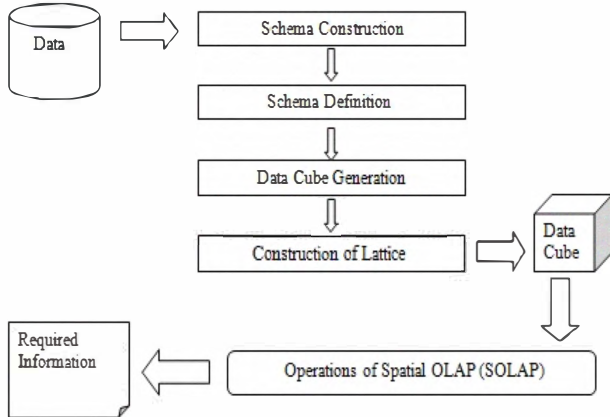 Data
Schema Construction
Schema Definition
Data Cube Generation
Construction of Lattice
Data
Cube
Required
Information
Operations of Spatial OLAP (SOLAP)